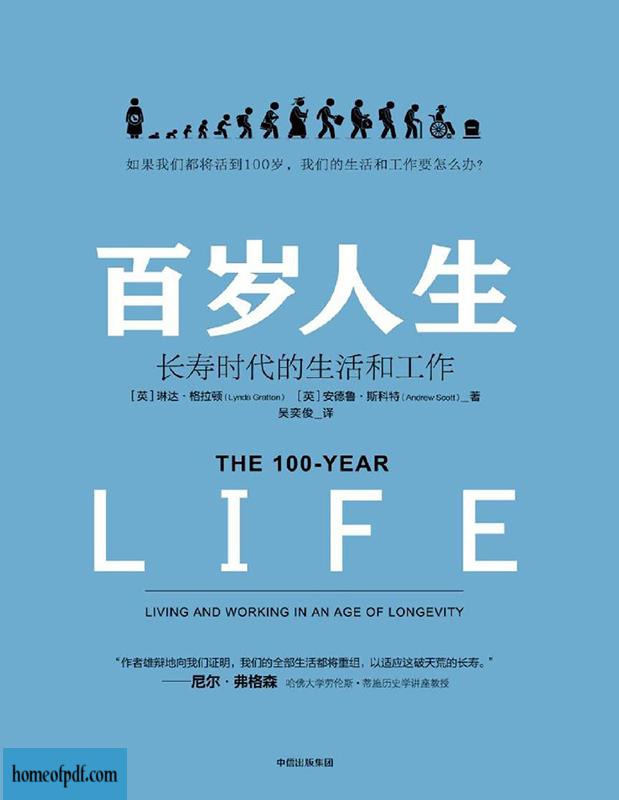 如果我们都将活到100岁，我们的生活和工作要怎么办？
百岁人生
长寿时代的生活和工作
［英］琳达·格拉顿（Lynda Gratton） ［英］安德鲁·斯科特（Andrew Scott）_著
吴奕俊_译
THE 100-YEAR
LIFE
LIVING AND WORKING IN AN AGE OF LONGEVITY
“作者雄辩地向我们证明，我们的全部生活都将重组，以适应这破天荒的长寿。”
——尼尔·弗格森 哈佛大学劳伦斯·蒂施历史学讲座教授
中信出版集团
homeofpdf.com